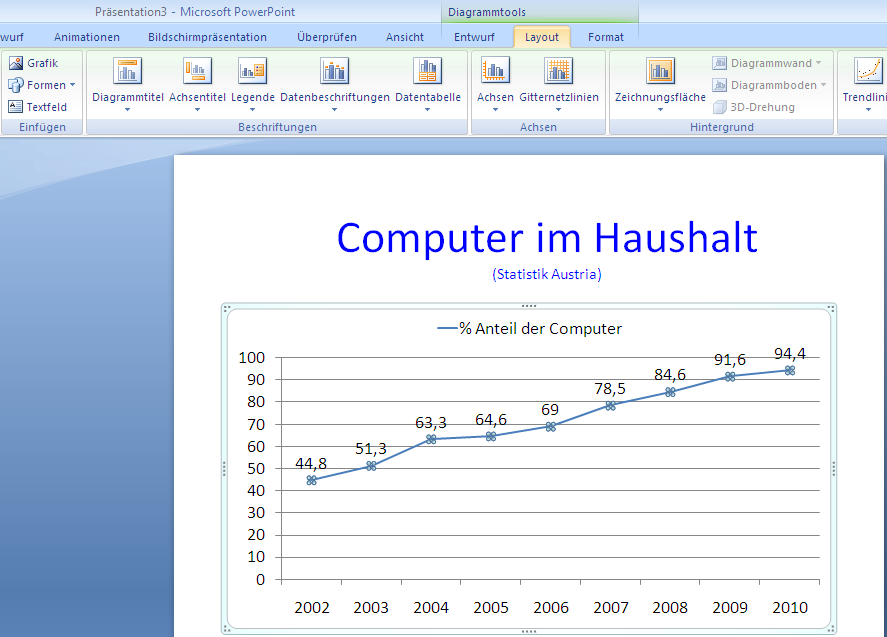 Präsentation3 - Microsoft PowerPoint Diagrammtools
wurf Animationen Bildschirmpräsentation Überprüfen Ansicht Entwurf Layout Format
Grafik
Formen
Textfeld
Einfügen
Diagrammtitel Achsentitel Legende Datenbeschriftungen Datentabelle
Beschriftungen
Achsen Gitternetzlinien
Achsen
Zeichnungsfläche
Diagrammwand
Diagrammboden
3D-Drehung
Hintergrund
Trendlini
Computer im Haushalt
(Statistik Austria)
% Anteil der Computer
100
90
80
70
60
50
40
30
20
10
0
44,8
51,3
63,3
64,6
69
78,5
84,6
91,6
94,4
2002 2003 2004 2005 2006 2007 2008 2009 2010